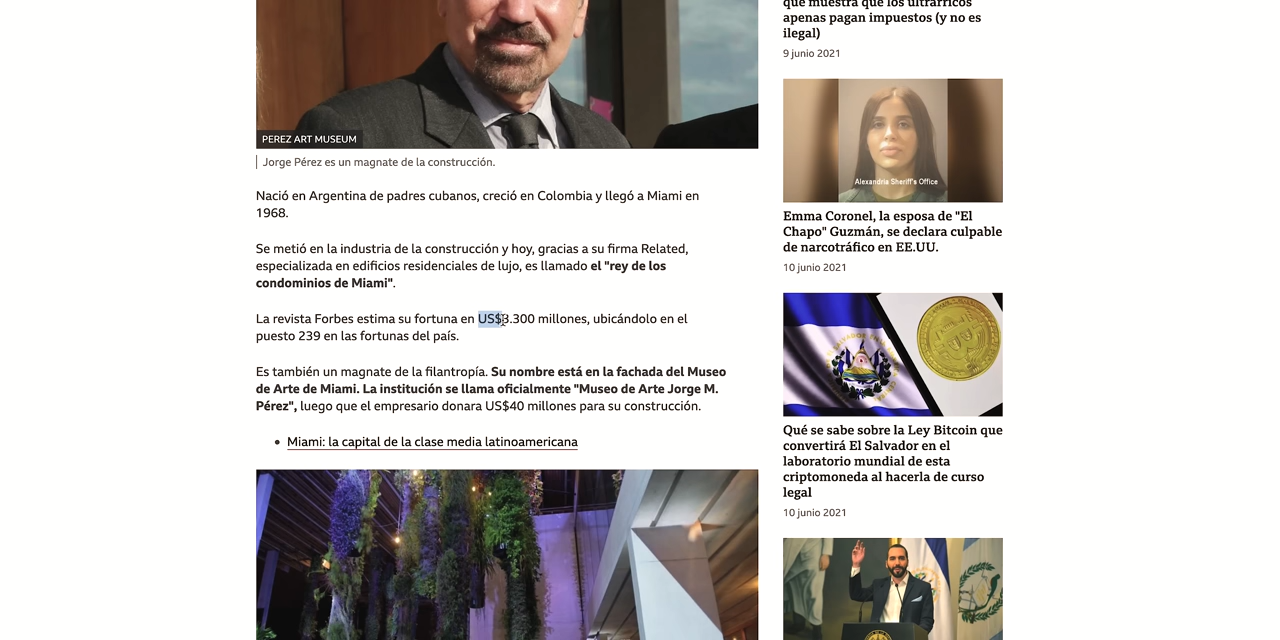 PEREZ ART MUSEUM
Jorge Pérez es un magnate de la construcción.
Nació en Argentina de padres cubanos, creció en Colombia y llegó a Miami en
1968.
Se metió en la industria de la construcción y hoy, gracias a su firma Related,
especializada en edificios residenciales de lujo, es llamado el "rey de los
condominios de Miami".
La revista Forbes estima su fortuna en US$3.300 millones, ubicándolo en el
puesto 239 en las fortunas del país.
Es también un magnate de la filantropía. Su nombre está en la fachada del Museo
de Arte de Miami. La institución se llama oficialmente "Museo de Arte Jorge M.
Pérez", luego que el empresario donara US$40 millones para su construcción.
• Miami: la capital de la clase media latinoamericana
que muestra que los ultrarricos
apenas pagan impuestos (y no es
ilegal)
9 junio 2021
Alexandria Sheriff's Office
Emma Coronel, la esposa de "El
Chapo" Guzmán, se declara culpable
de narcotráfico en EE.UU.
10 junio 2021
Qué se sabe sobre la Ley Bitcoin que
convertirá El Salvador en el
laboratorio mundial de esta
criptomoneda al hacerla de curso
legal
10 junio 2021